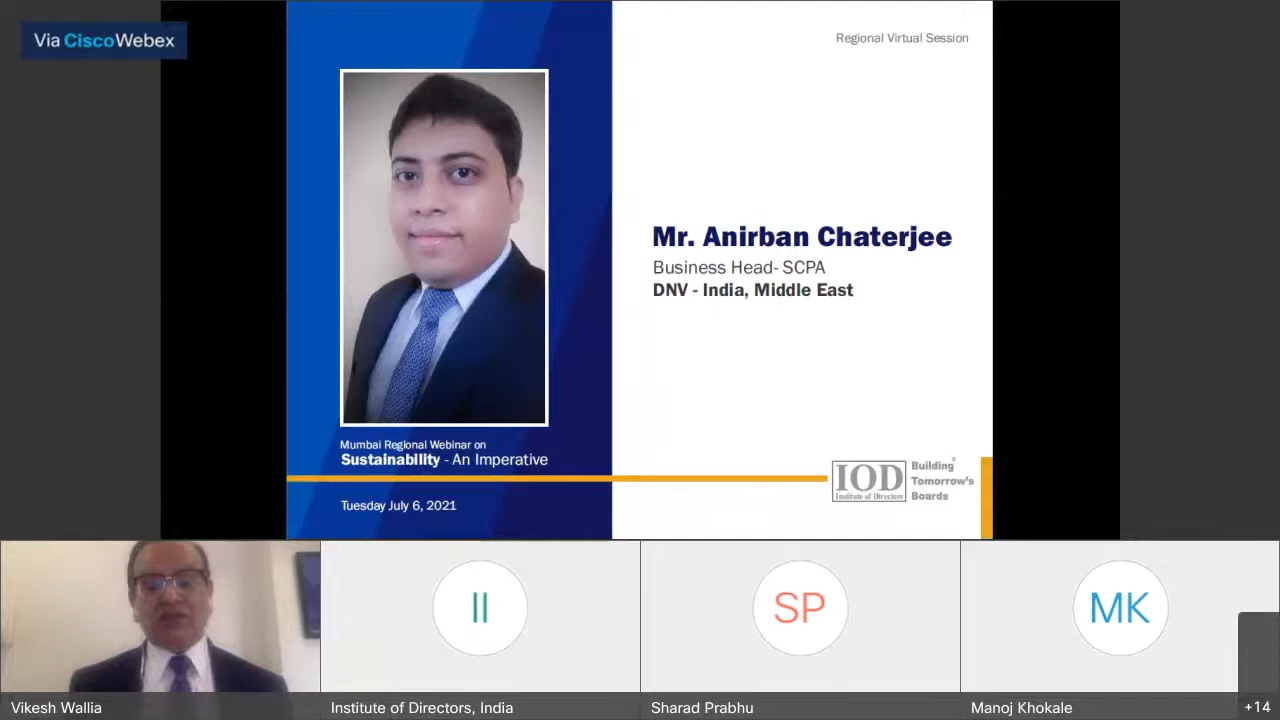 Via CiscoWebex
Regional Virtual Session
Mr. Anirban Chaterjee
Business Head- SCPA
DNV - India, Middle East
Mumbai Regional Webinar on
Sustainability - An Imperative
Tuesday July 6, 2021
IOD
Institute of Directors
Building
Tomorrow's
Boards
II
SP
MK
Vikesh Wallia
Institute of Directors, India
Sharad Prabhu
Manoj Khokale
+14